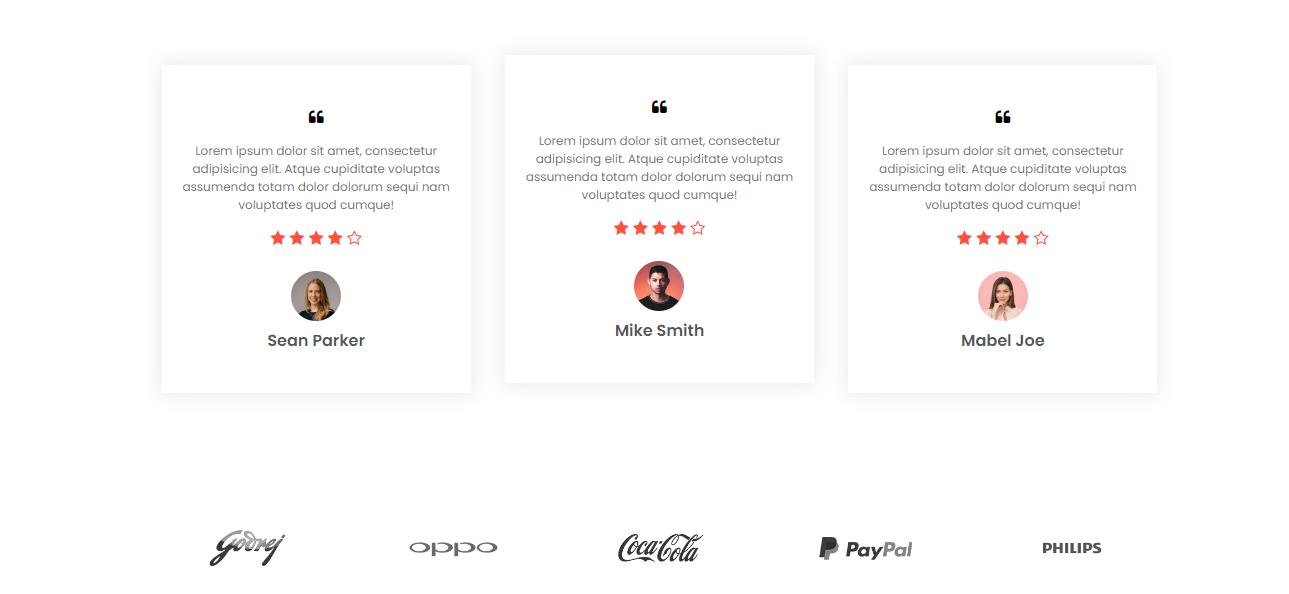 ❝
Lorem ipsum dolor sit amet, consectetur
adipisicing elit. Atque cupiditate voluptas
assumenda totam dolor dolorum sequi nam
voluptates quod cumque!
Sean Parker
❝
Lorem ipsum dolor sit amet, consectetur
adipisicing elit. Atque cupiditate voluptas
assumenda totam dolor dolorum sequi nam
voluptates quod cumque!
Mike Smith
❝
Lorem ipsum dolor sit amet, consectetur
adipisicing elit. Atque cupiditate voluptas
assumenda totam dolor dolorum sequi nam
voluptates quod cumque!
Mabel Joe
Godrej
oppo
Coca-Cola
PayPal
PHILIPS